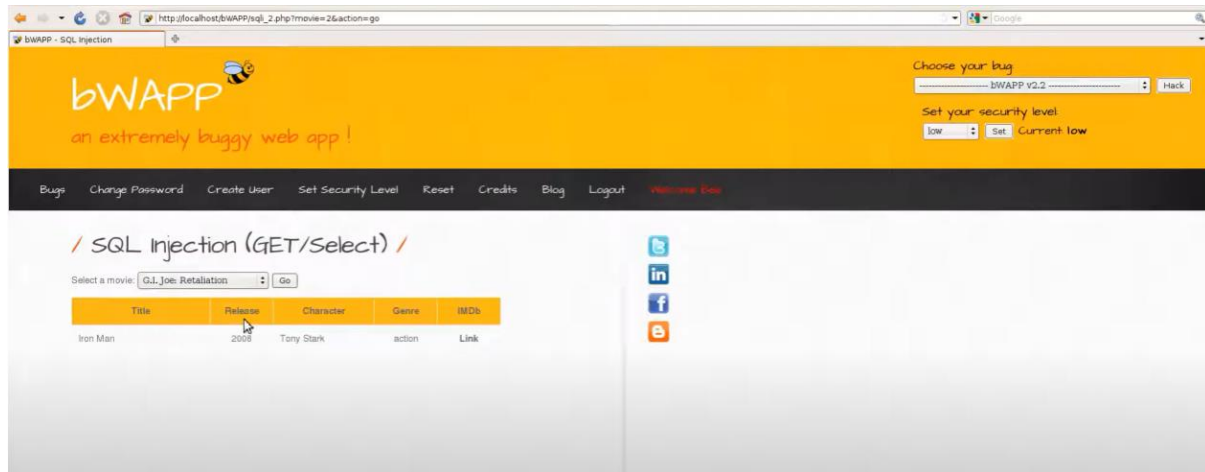 http://localhost/bWAPP/sqli_2.php?movie=2&action=go
Google
bWAPP - SQL Injection
bWAPP
an extremely buggy web app !
Choose your bug:
---------------------- bWAPP v2.2 ----------------------
Hack
Set your security level:
low Set Current: low
Bugs Change Password Create User Set Security Level Reset Credits Blog Logout Welcome Bee
/ SQL Injection (GET/Select) /
Select a movie: G.I. Joe: Retaliation Go
Title Release Character Genre IMDb
Iron Man 2008 Tony Stark action Link